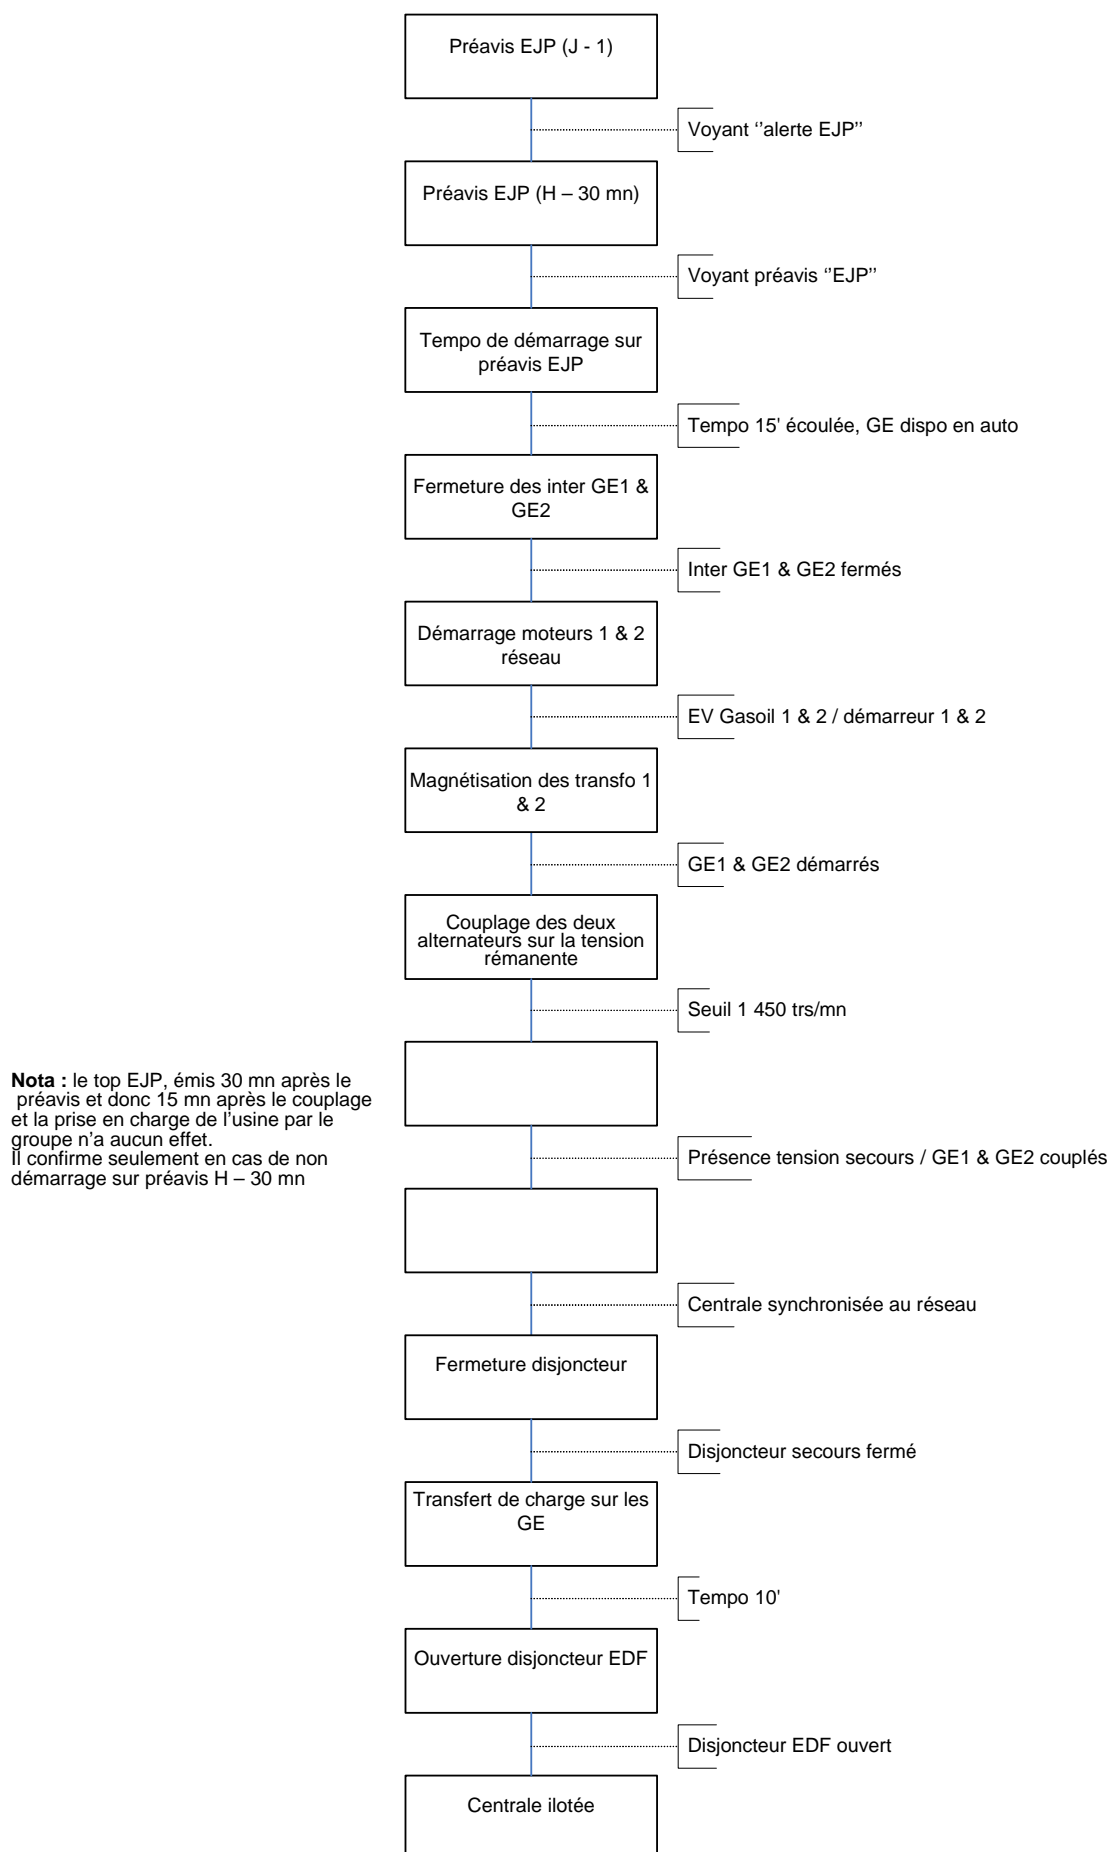 Préavis EJP (J - 1)
Voyant ‘’alerte EJP’’
Préavis EJP (H – 30 mn)
Voyant préavis ‘’EJP’’
Tempo de démarrage sur
préavis EJP
Tempo 15' écoulée, GE dispo en auto
Fermeture des inter GE1 &
GE2
Inter GE1 & GE2 fermés
Démarrage moteurs 1 & 2
réseau
EV Gasoil 1 & 2 / démarreur 1 & 2
Magnétisation des transfo 1
& 2
GE1 & GE2 démarrés
Couplage des deux
alternateurs sur la tension
rémanente
Seuil 1 450 trs/mn
Nota : le top EJP, émis 30 mn après le
préavis et donc 15 mn après le couplage
et la prise en charge de l’usine par le
groupe n’a aucun effet.
Il confirme seulement en cas de non
démarrage sur préavis H – 30 mn
Présence tension secours / GE1 & GE2 couplés
Centrale synchronisée au réseau
Fermeture disjoncteur
Disjoncteur secours fermé
Transfert de charge sur les
GE
Tempo 10'
Ouverture disjoncteur EDF
Disjoncteur EDF ouvert
Centrale ilotée